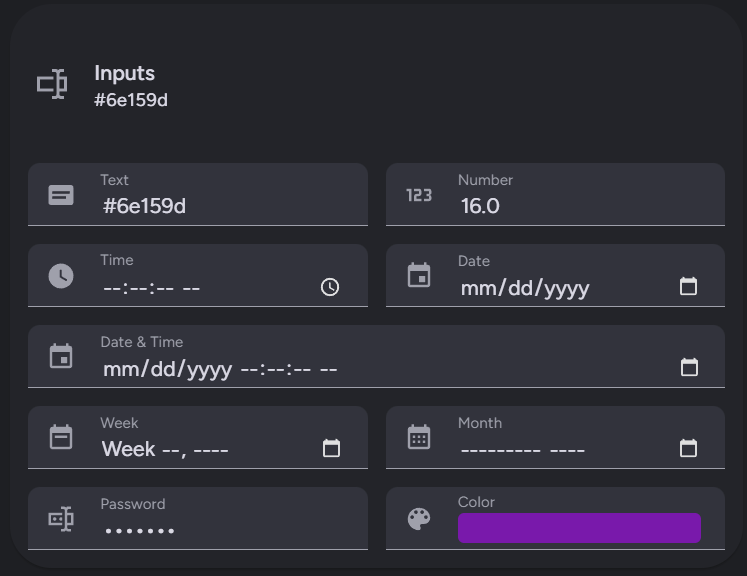 Inputs
#6e159d
Text
#6e159d
123
Number
16.0
Time
--:--:-- --
Date
mm/dd/yyyy
Date & Time
mm/dd/yyyy --:--:-- --
Week
Week --, ----
Month
--------- ----
Password
•••••••
Color